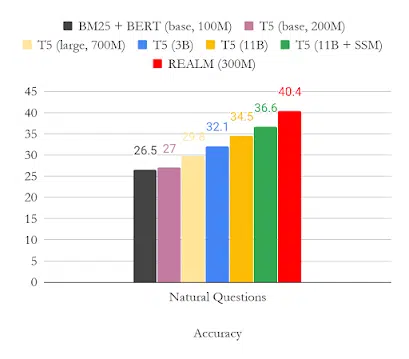 BM25 + BERT (base, 100M) T5 (base, 200M)
T5 (large, 700M) T5 (3B) T5 (11B) T5 (11B + SSM)
REALM (300M)
45
40
35
30
25
20
15
10
5
0
26.5 27 29.8 32.1 34.5 36.6 40.4
Natural Questions
Accuracy